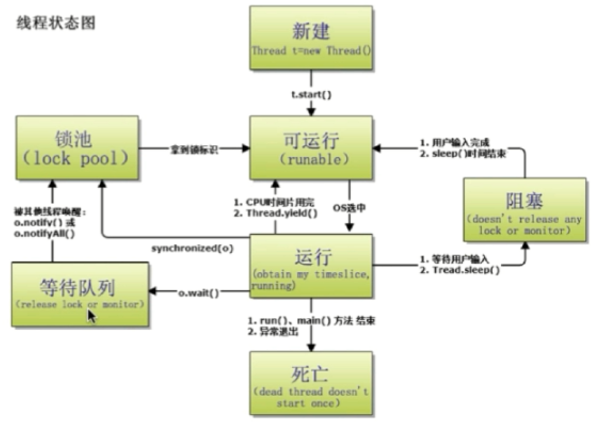 线程状态图
新建
Thread t=new Thread()
t.start()
锁池
(lock pool)
拿到锁标识
可运行
(runable)
1. 用户输入完成
2. sleep()时间结束
被其他线程唤醒:
o.notify() 或
o.notifyAll()
1. CPU时间片用完
2. Thread.yield()
OS选中
阻塞
(doesn't release any
lock or monitor)
synchronized(o)
运行
(obtain my timeslice,
running)
1. 等待用户输入
2. Tread.sleep()
等待队列
(release lock or monitor)
o.wait()
1. run()、main() 方法 结束
2. 异常退出
死亡
(dead thread doesn't
start once)